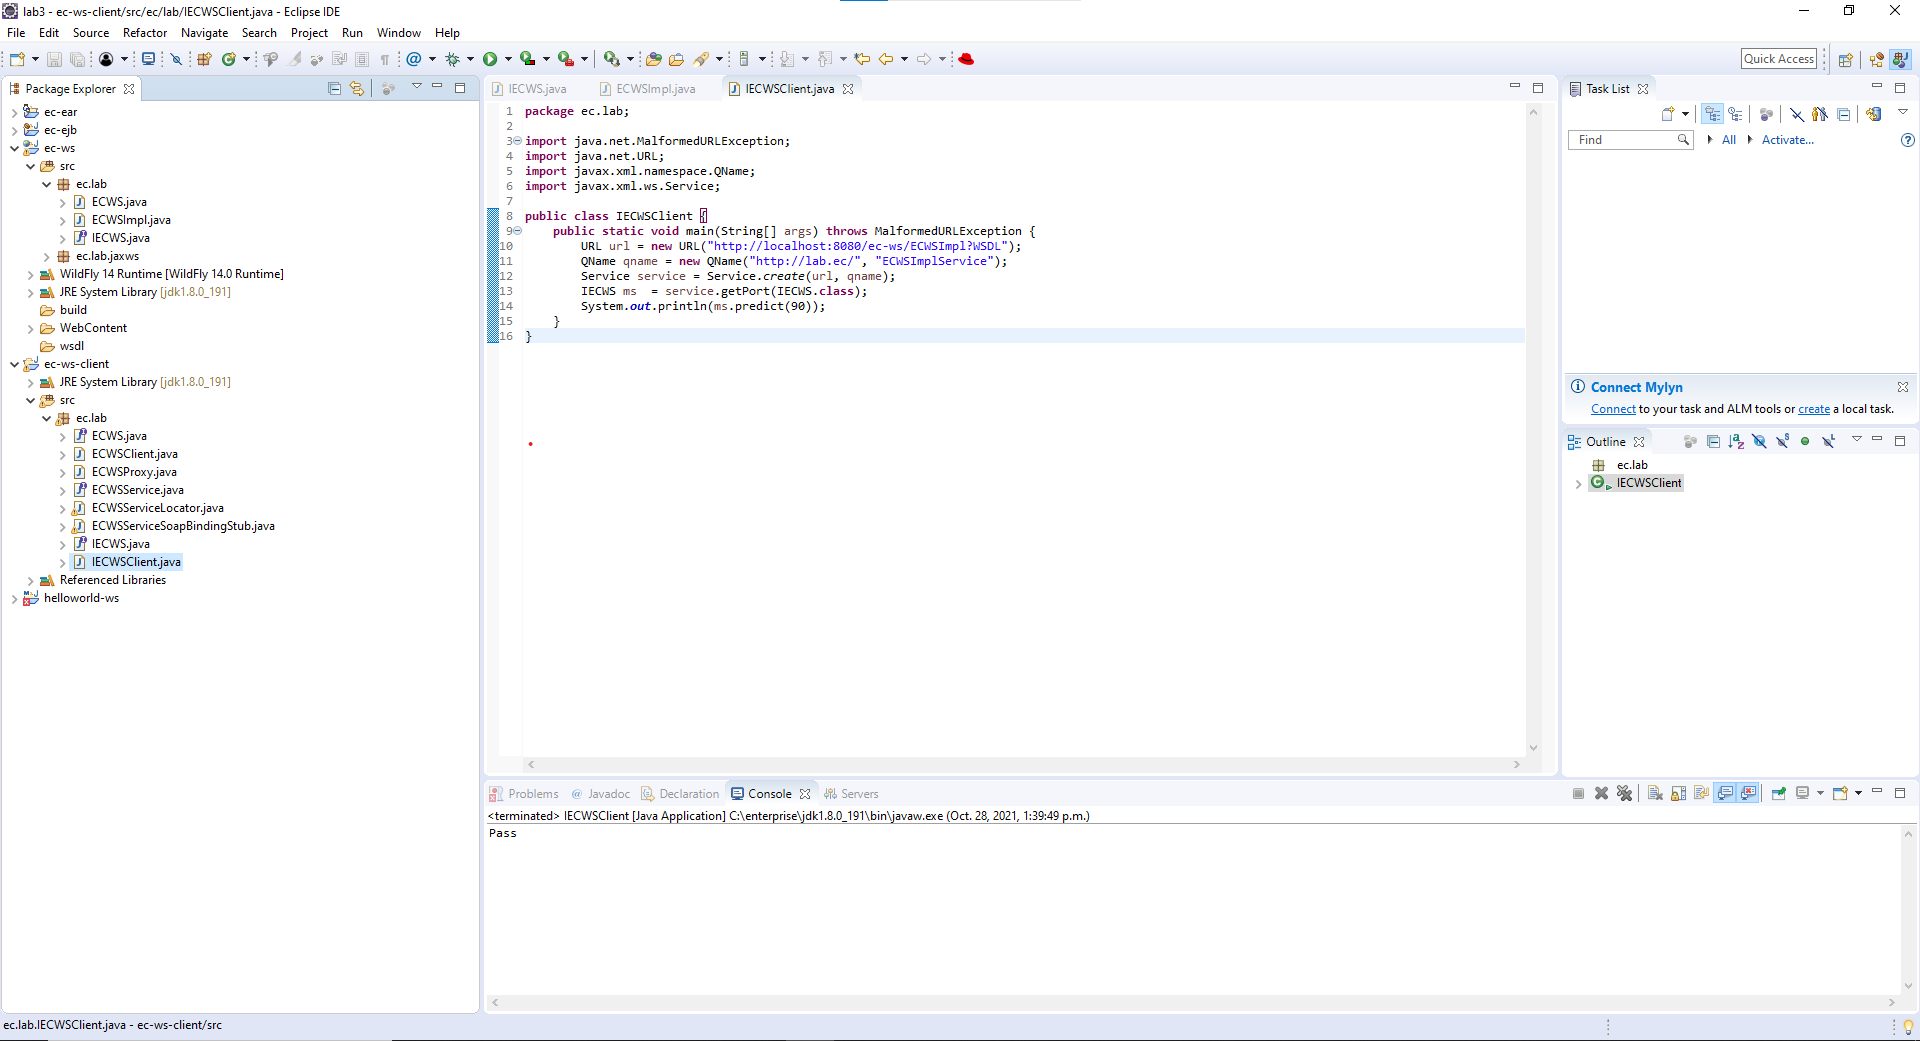 lab3 - ec-ws-client/src/ec/lab/IECWSClient.java - Eclipse IDE
File Edit Source Refactor Navigate Search Project Run Window Help
Quick Access
Package Explorer
ec-ear
ec-ejb
ec-ws
src
ec.lab
ECWS.java
ECWSImpl.java
IECWS.java
ec.lab.jaxws
WildFly 14 Runtime [WildFly 14.0 Runtime]
JRE System Library [jdk1.8.0_191]
build
WebContent
wsdl
ec-ws-client
JRE System Library [jdk1.8.0_191]
src
ec.lab
ECWS.java
ECWSClient.java
ECWSProxy.java
ECWSService.java
ECWSServiceLocator.java
ECWSServiceSoapBindingStub.java
IECWS.java
IECWSClient.java
Referenced Libraries
helloworld-ws
IECWS.java ECWSImpl.java IECWSClient.java
1 package ec.lab;
2
3 import java.net.MalformedURLException;
4 import java.net.URL;
5 import javax.xml.namespace.QName;
6 import javax.xml.ws.Service;
7
8 public class IECWSClient {
9 public static void main(String[] args) throws MalformedURLException {
10 URL url = new URL("http://localhost:8080/ec-ws/ECWSImpl?WSDL");
11 QName qname = new QName("http://lab.ec/", "ECWSImplService");
12 Service service = Service.create(url, qname);
13 IECWS ms  = service.getPort(IECWS.class);
14 System.out.println(ms.predict(90));
15 }
16 }
Task List
Find All Activate...
Connect Mylyn
Connect to your task and ALM tools or create a local task.
Outline
ec.lab
IECWSClient
Problems Javadoc Declaration Console Servers
<terminated> IECWSClient [Java Application] C:\enterprise\jdk1.8.0_191\bin\javaw.exe (Oct. 28, 2021, 1:39:49 p.m.)
Pass
ec.lab.IECWSClient.java - ec-ws-client/src